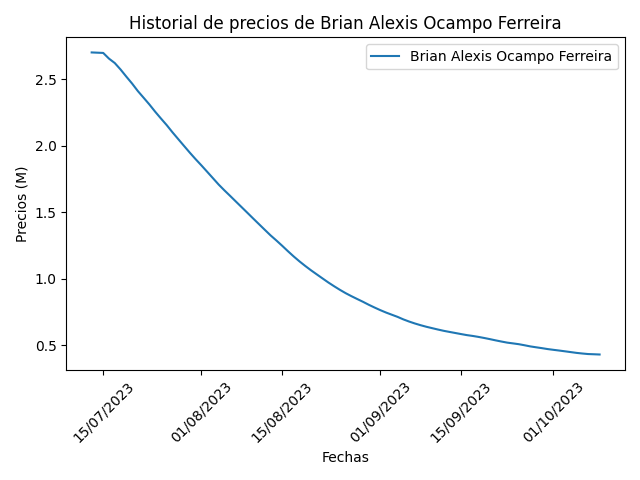 Historial de precios de Brian Alexis Ocampo Ferreira
Brian Alexis Ocampo Ferreira
Precios (M)
2.5
2.0
1.5
1.0
0.5
15/07/2023
01/08/2023
15/08/2023
01/09/2023
15/09/2023
01/10/2023
Fechas